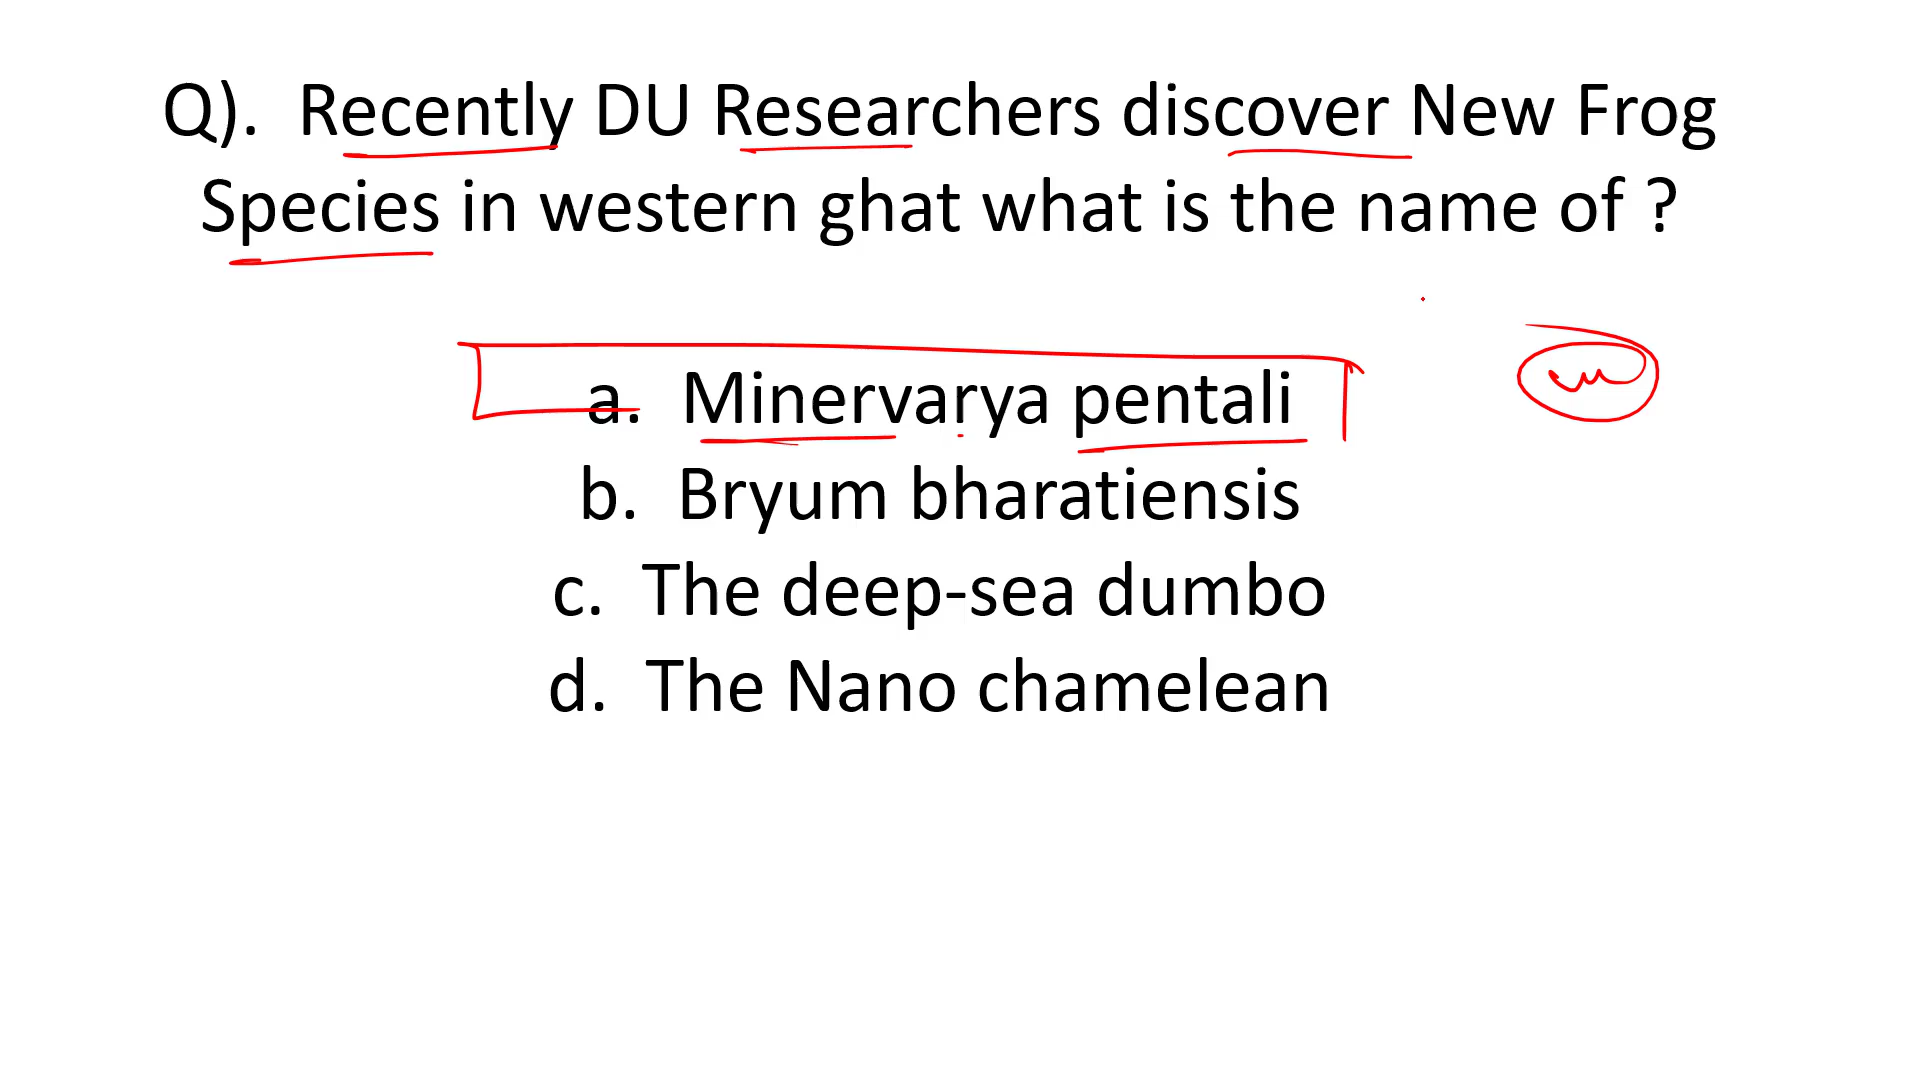 Q). Recently DU Researchers discover New Frog
Species in western ghat what is the name of ?
a. Minervarya pentali
b. Bryum bharatiensis
c. The deep-sea dumbo
d. The Nano chamelean